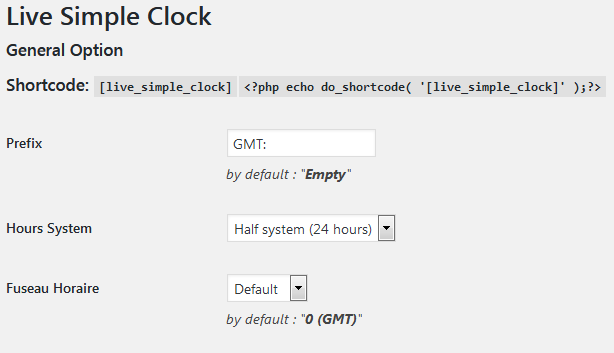 Live Simple Clock
General Option
Shortcode: [live_simple_clock] <?php echo do_shortcode( '[live_simple_clock]' );?>
Prefix GMT:
by default : "Empty"
Hours System Half system (24 hours)
Fuseau Horaire Default
by default : "0 (GMT)"